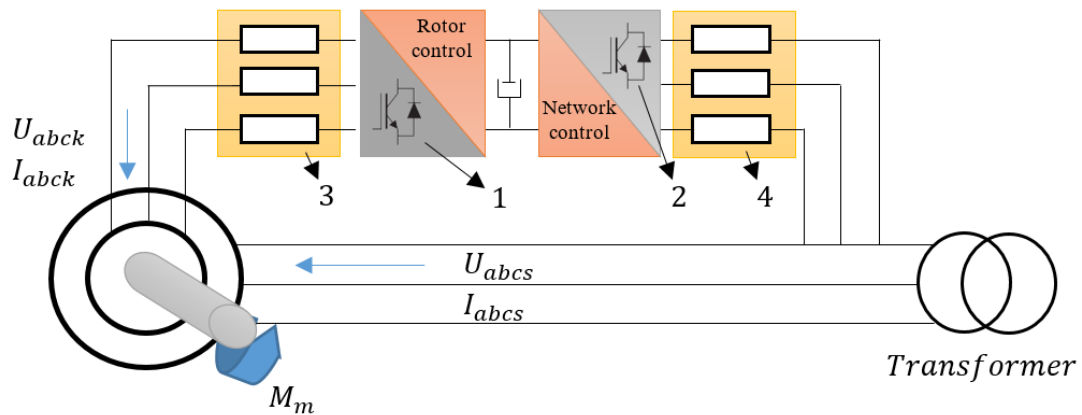 Rotor
control
Network
control
U_abck
I_abck
3
1
2
4
U_abcs
I_abcs
M_m
Transformer